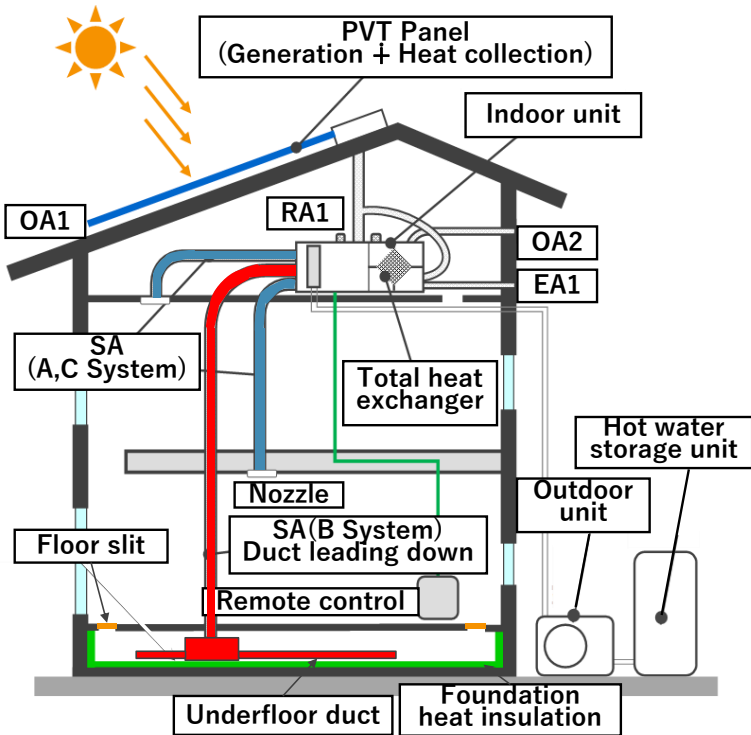 PVT Panel
(Generation + Heat collection)
Indoor unit
OA1
RA1
OA2
EA1
SA
(A,C System)
Total heat
exchanger
Hot water
storage unit
Nozzle
Outdoor
unit
Floor slit
SA(B System)
Duct leading down
Remote control
Underfloor duct
Foundation
heat insulation